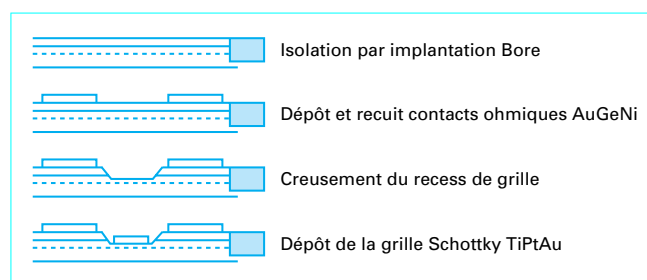 Isolation par implantation Bore
Dépôt et recuit contacts ohmiques AuGeNi
Creusement du recess de grille
Dépôt de la grille Schottky TiPtAu